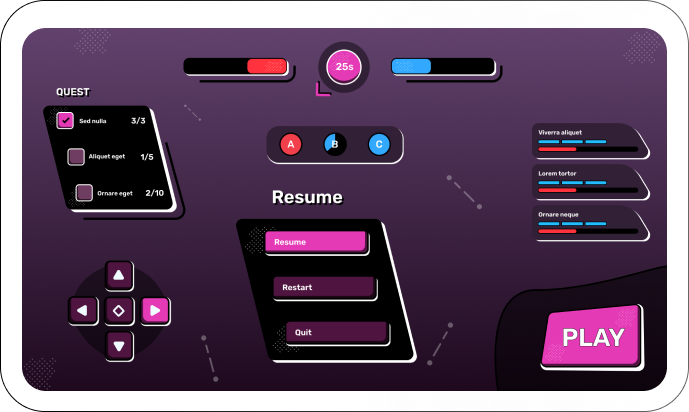 25s
QUEST
Sed nulla 3/3
Aliquet eget 1/5
Ornare eget 2/10
A B C
Viverra aliquet
Lorem tortor
Ornare neque
Resume
Resume
Restart
Quit
PLAY